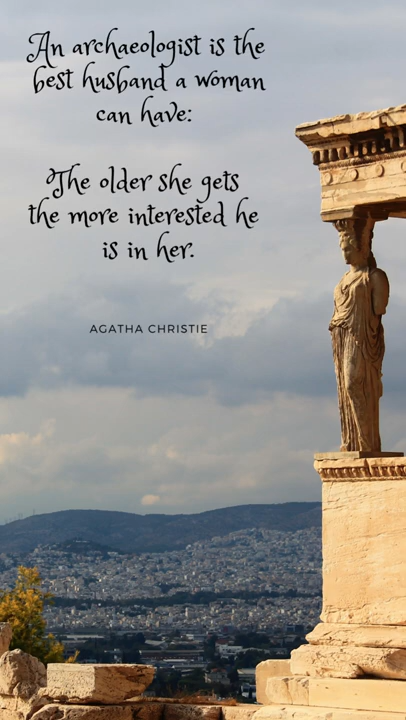 An archaeologist is the
best husband a woman
can have:
The older she gets
the more interested he
is in her.
AGATHA CHRISTIE